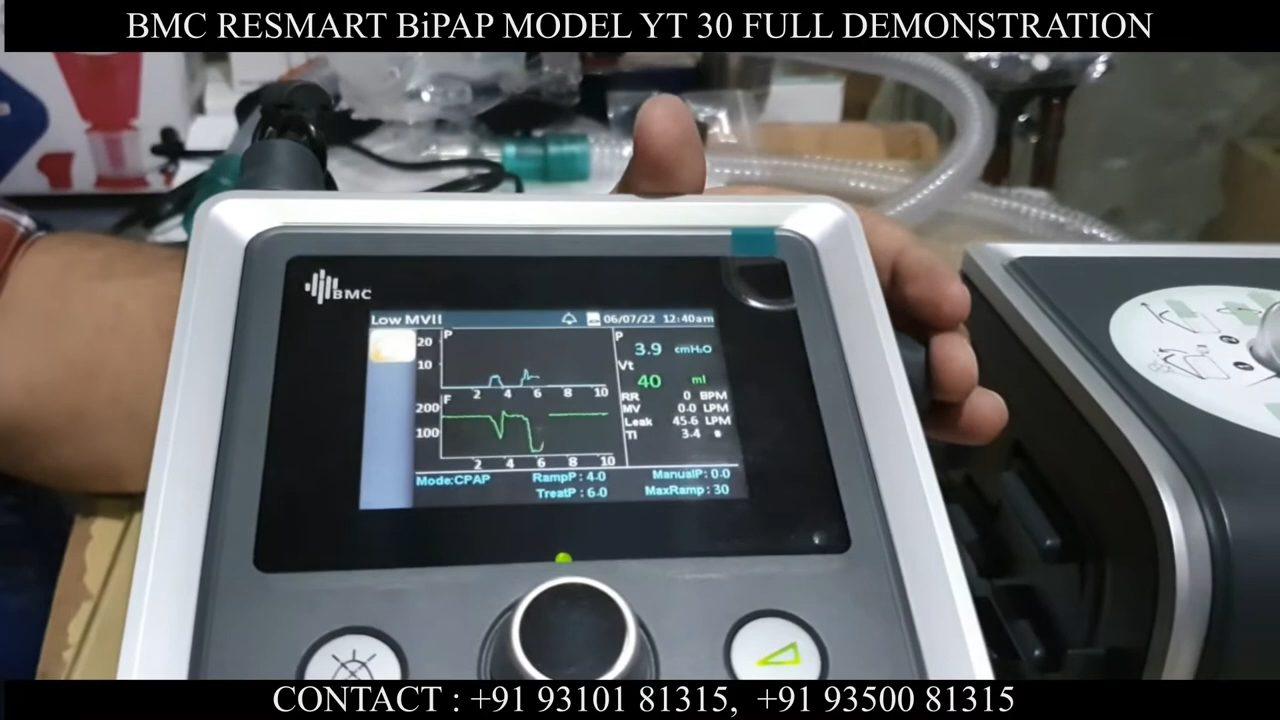 BMC RESMART BiPAP MODEL YT 30 FULL DEMONSTRATION
BMC
Low MV!! 06/07/22 12:40am
P
20
10
2 4 6 8 10
F
200
100
2 4 6 8 10
P
3.9 cmH₂O
Vt
40 ml
RR 0 BPM
MV 0.0 LPM
Leak 45.6 LPM
TI 3.4 s
Mode:CPAP RampP : 4.0 ManualP : 0.0
TreatP : 6.0 MaxRamp : 30
CONTACT : +91 93101 81315, +91 93500 81315